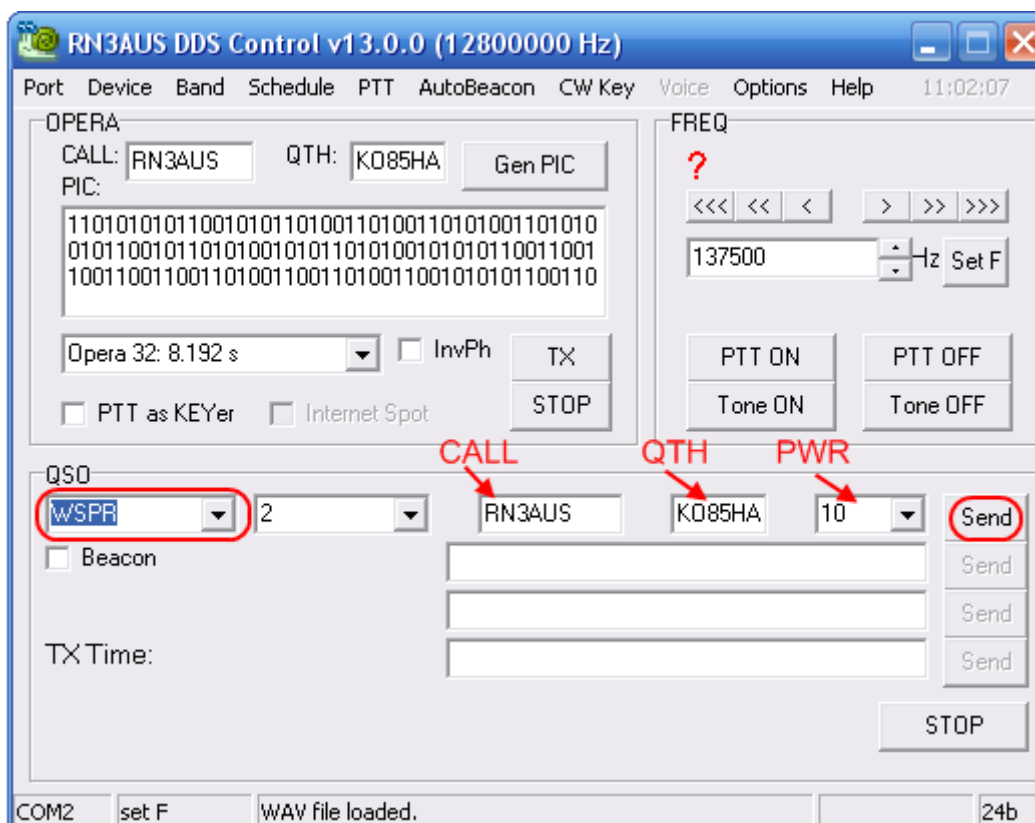 RN3AUS DDS Control v13.0.0 (12800000 Hz)
Port Device Band Schedule PTT AutoBeacon CW Key Voice Options Help 11:02:07
OPERA
CALL: RN3AUS QTH: KO85HA Gen PIC
PIC:
11010101011001010110100110100110101001101010
01011001011010100101011010100101010110011001
10011001100110100110011010011001010101100110
Opera 32: 8.192 s InvPh TX
PTT as KEYer Internet Spot STOP
FREQ
?
<<< << < > >> >>>
137500 Hz Set F
PTT ON PTT OFF
Tone ON Tone OFF
CALL QTH PWR
QSO
WSPR 2 RN3AUS KO85HA 10 Send
Beacon Send
Send
TX Time: Send
STOP
COM2 set F WAV file loaded. 24b